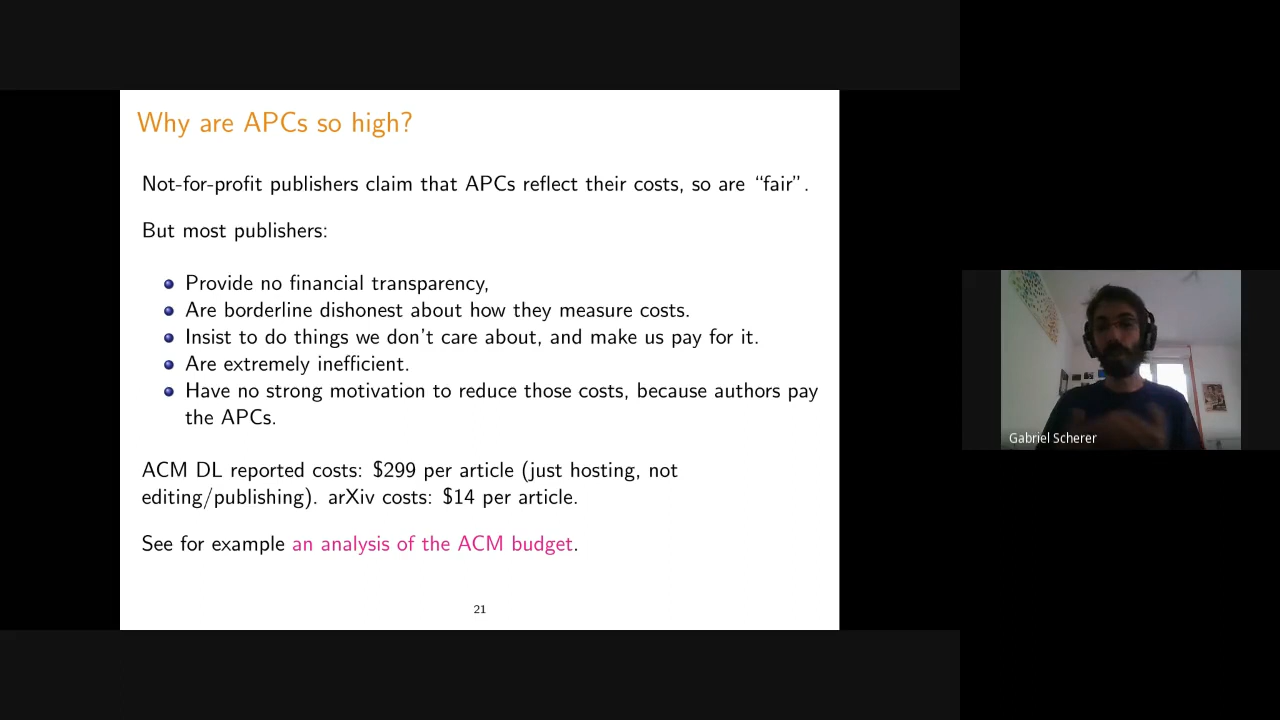 Why are APCs so high?
Not-for-profit publishers claim that APCs reflect their costs, so are “fair”.
But most publishers:
Provide no financial transparency,
Are borderline dishonest about how they measure costs.
Insist to do things we don't care about, and make us pay for it.
Are extremely inefficient.
Have no strong motivation to reduce those costs, because authors pay
the APCs.
ACM DL reported costs: $299 per article (just hosting, not
editing/publishing). arXiv costs: $14 per article.
See for example an analysis of the ACM budget.
21
Gabriel Scherer